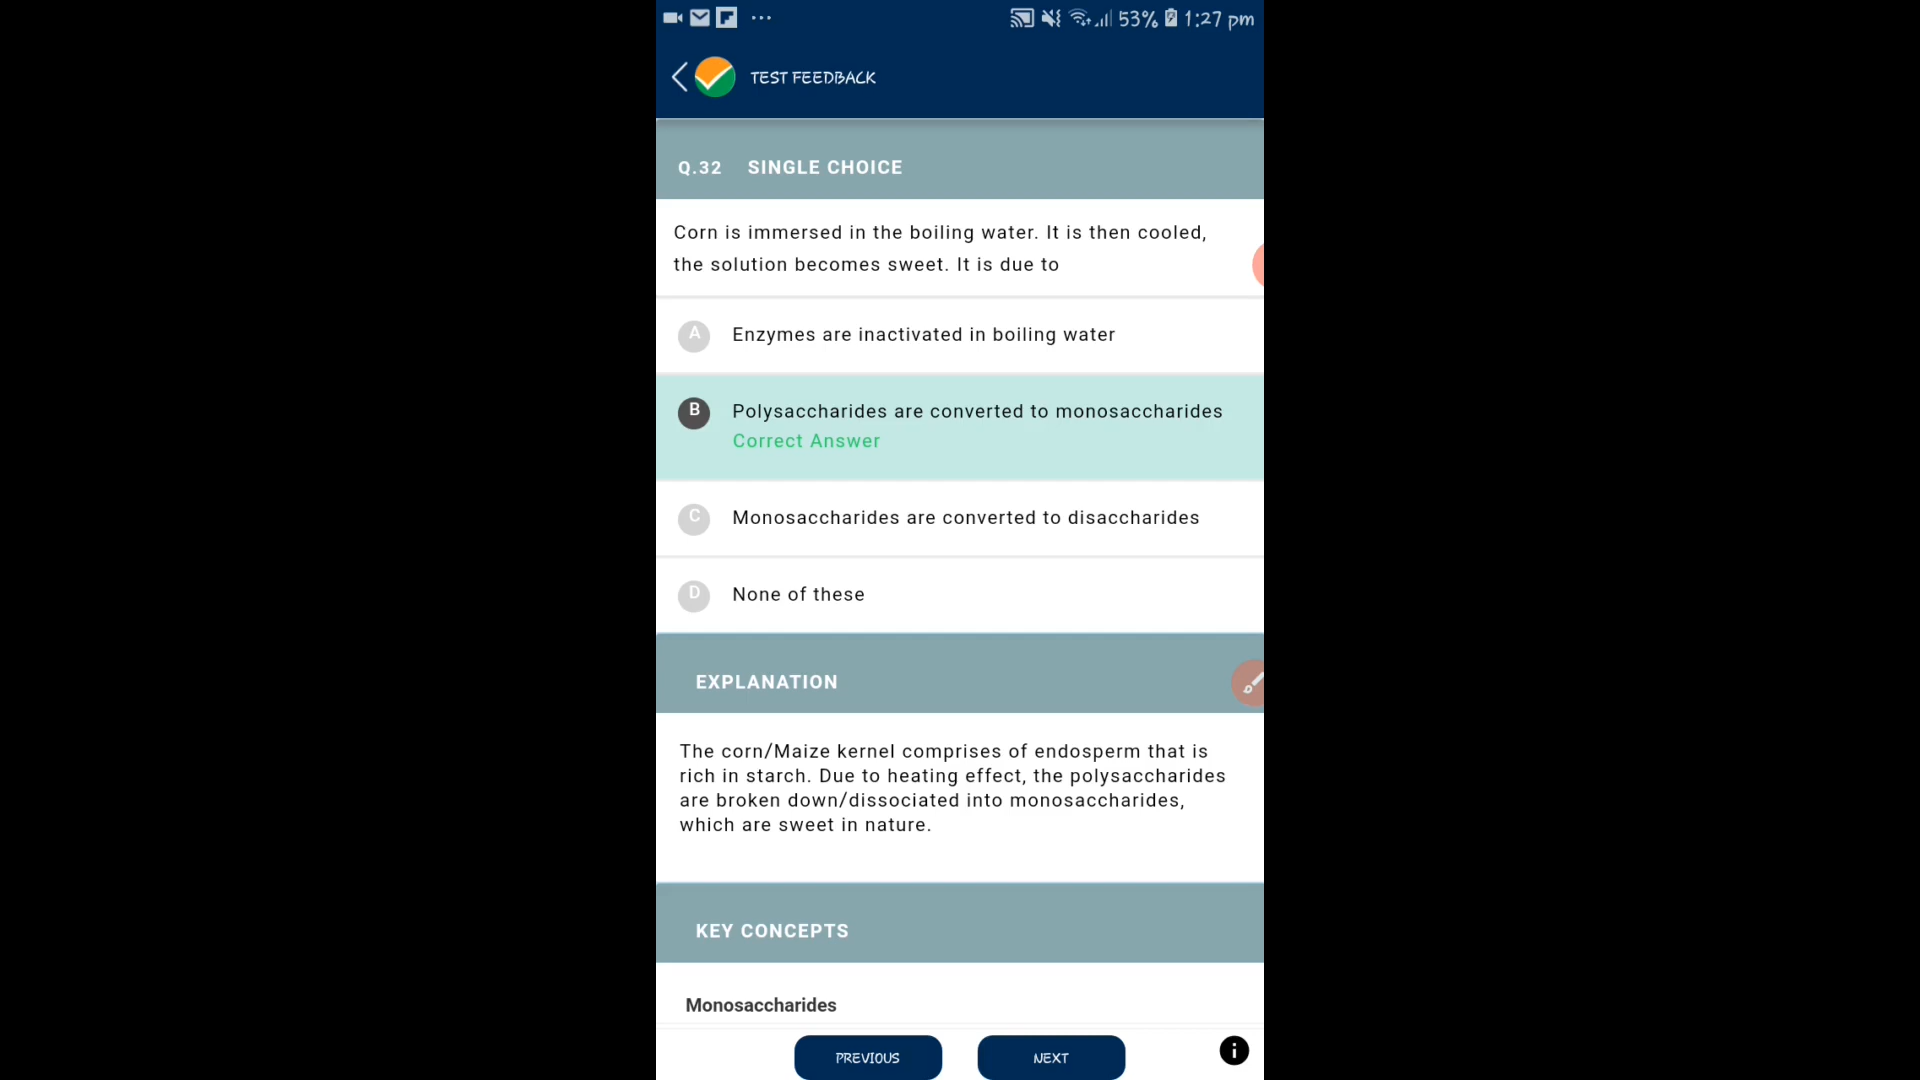 53% 1:27 pm
TEST FEEDBACK
Q.32 SINGLE CHOICE
Corn is immersed in the boiling water. It is then cooled,
the solution becomes sweet. It is due to
A Enzymes are inactivated in boiling water
B Polysaccharides are converted to monosaccharides
Correct Answer
C Monosaccharides are converted to disaccharides
D None of these
EXPLANATION
The corn/Maize kernel comprises of endosperm that is
rich in starch. Due to heating effect, the polysaccharides
are broken down/dissociated into monosaccharides,
which are sweet in nature.
KEY CONCEPTS
Monosaccharides
PREVIOUS NEXT